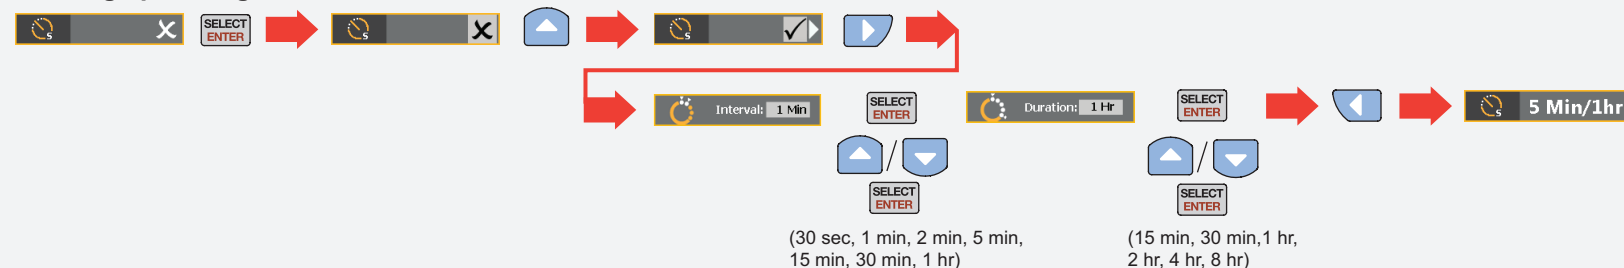 SELECT
ENTER
Interval: 1 Min
SELECT
ENTER
/
SELECT
ENTER
(30 sec, 1 min, 2 min, 5 min,
15 min, 30 min, 1 hr)
Duration: 1 Hr
SELECT
ENTER
/
SELECT
ENTER
(15 min, 30 min,1 hr,
2 hr, 4 hr, 8 hr)
5 Min/1hr